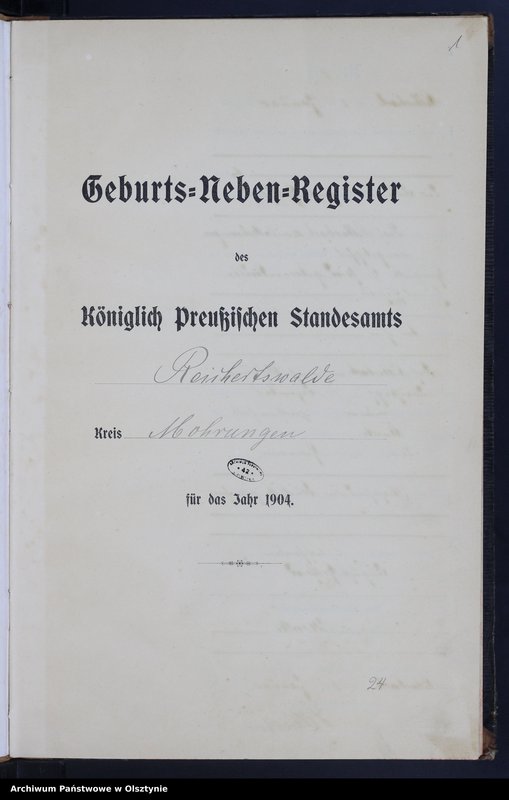 1
Geburts=Neben=Register
des
Königlich Preußischen Standesamts
Reichertswalde
Kreis Mohrungen
42
für das Jahr 1904.
24
Archiwum Państwowe w Olsztynie